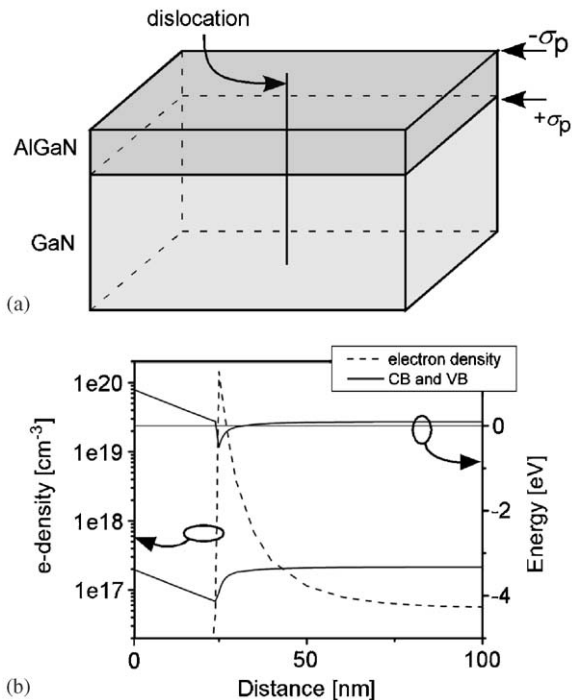 dislocation
-σp
+σp
AlGaN
GaN
(a)
electron density
CB and VB
1e20
1e19
1e18
1e17
e-density [cm-3]
0
-2
-4
Energy [eV]
0
50
100
Distance [nm]
(b)